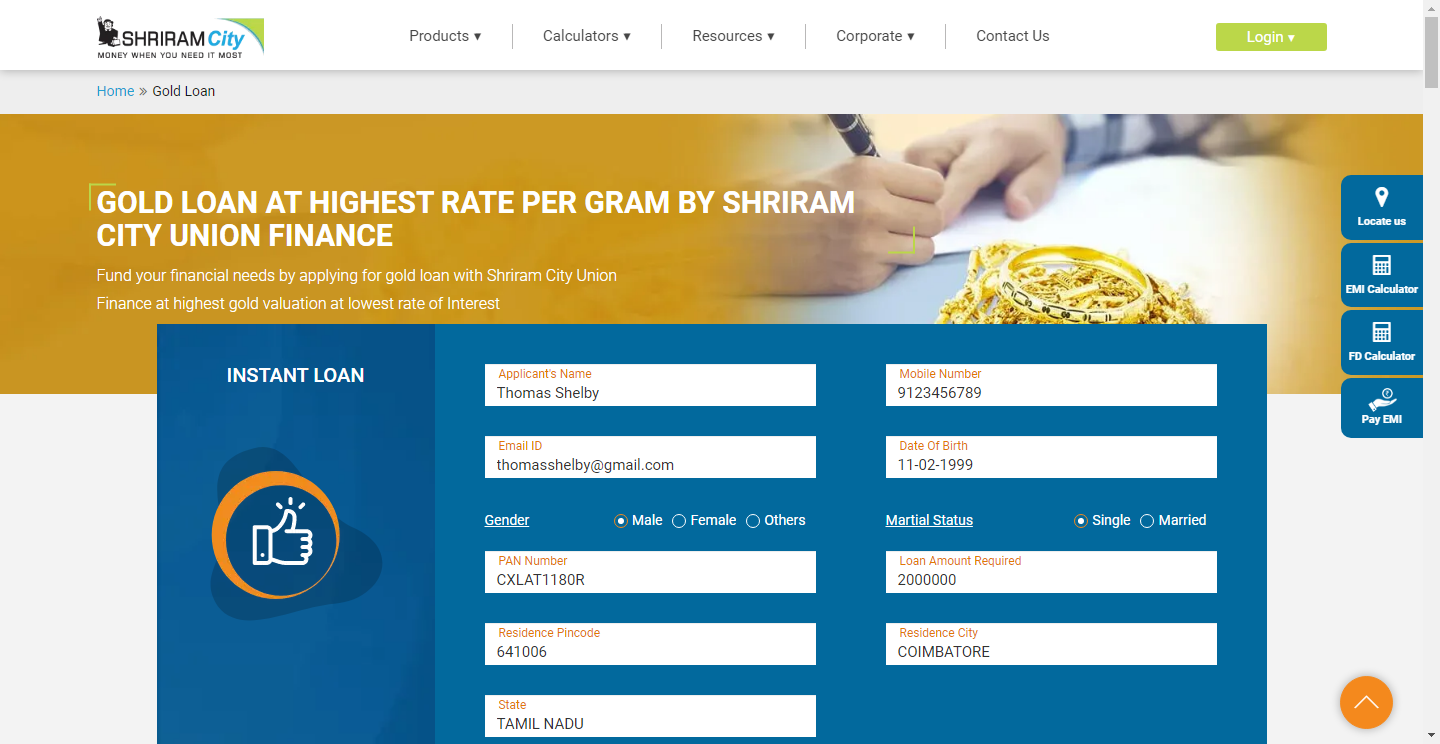 SHRIRAM City
MONEY WHEN YOU NEED IT MOST
Products ▾
Calculators ▾
Resources ▾
Corporate ▾
Contact Us
Login ▾
Home » Gold Loan
GOLD LOAN AT HIGHEST RATE PER GRAM BY SHRIRAM
CITY UNION FINANCE
Fund your financial needs by applying for gold loan with Shriram City Union
Finance at highest gold valuation at lowest rate of Interest
Locate us
EMI Calculator
FD Calculator
Pay EMI
INSTANT LOAN
Applicant's Name
Thomas Shelby
Mobile Number
9123456789
Email ID
thomasshelby@gmail.com
Date Of Birth
11-02-1999
Gender
Male Female Others
Martial Status
Single Married
PAN Number
CXLAT1180R
Loan Amount Required
2000000
Residence Pincode
641006
Residence City
COIMBATORE
State
TAMIL NADU